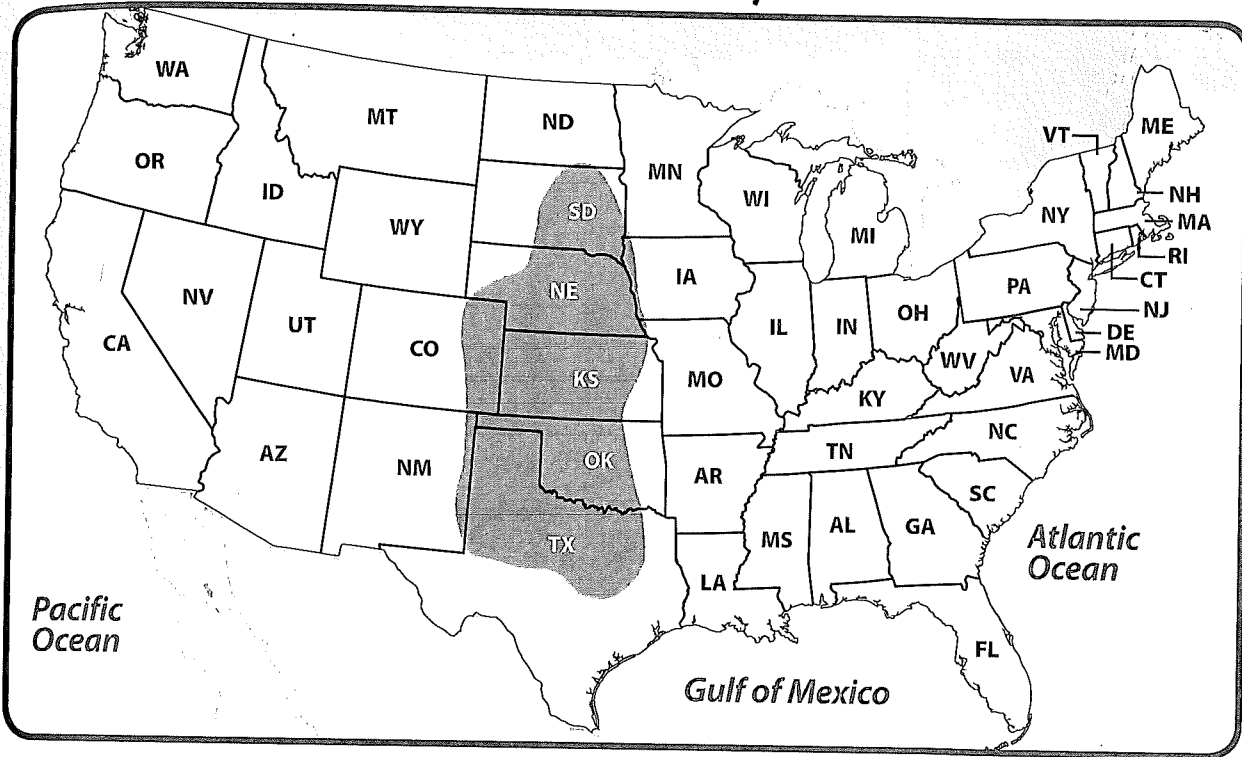 WA
MT
ND
MN
VT
ME
OR
ID
WY
SD
WI
MI
NY
NH
MA
RI
CT
NV
UT
CO
NE
IA
IL
IN
OH
PA
NJ
DE
MD
CA
KS
MO
KY
WV
VA
AZ
NM
OK
AR
TN
NC
SC
TX
LA
MS
AL
GA
FL
Pacific
Ocean
Atlantic
Ocean
Gulf of Mexico